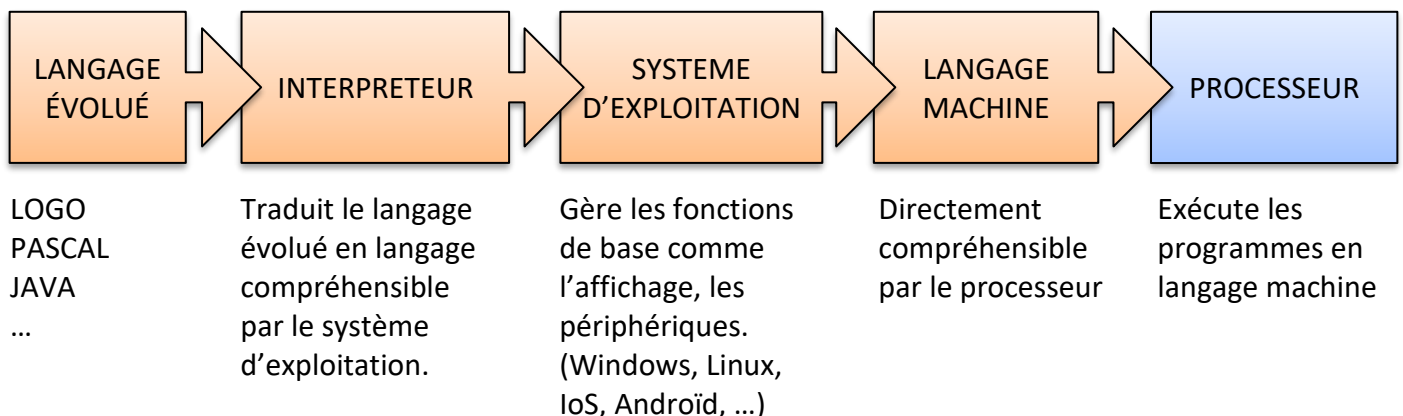 LANGAGE
ÉVOLUÉ
INTERPRETEUR
SYSTEME
D’EXPLOITATION
LANGAGE
MACHINE
PROCESSEUR
LOGO
PASCAL
JAVA
…
Traduit le langage
évolué en langage
compréhensible
par le système
d’exploitation.
Gère les fonctions
de base comme
l’affichage, les
périphériques.
(Windows, Linux,
IoS, Androïd, …)
Directement
compréhensible
par le processeur
Exécute les
programmes en
langage machine